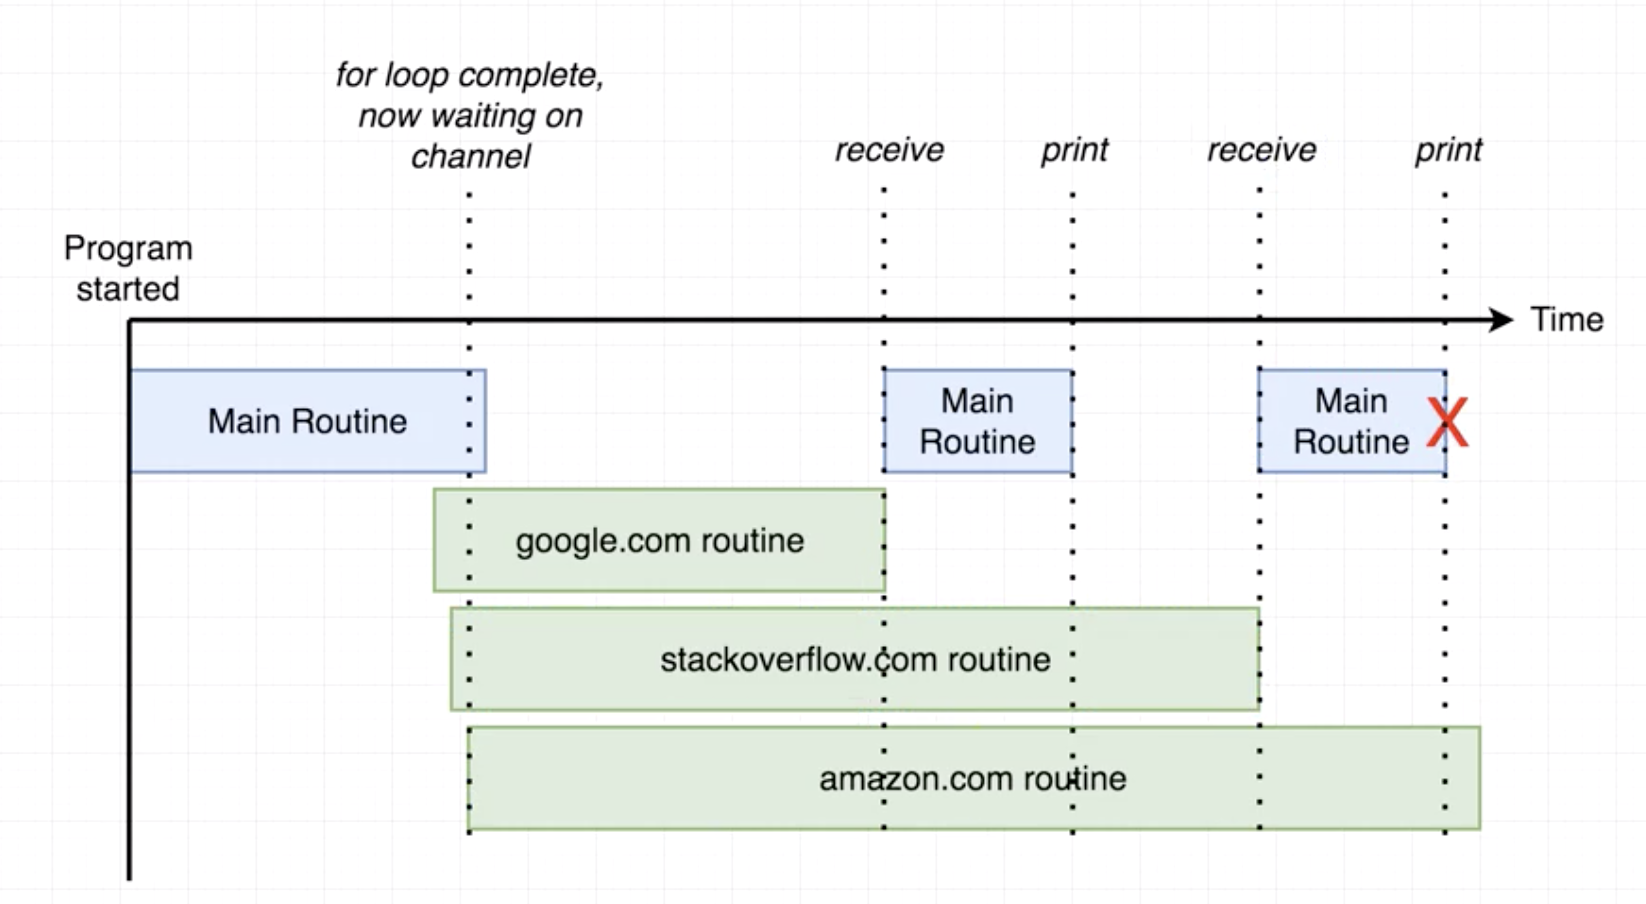 for loop complete,
now waiting on
channel
receive
print
receive
print
Program
started
Time
Main Routine
Main
Routine
Main
Routine
X
google.com routine
stackoverflow.com routine
amazon.com routine